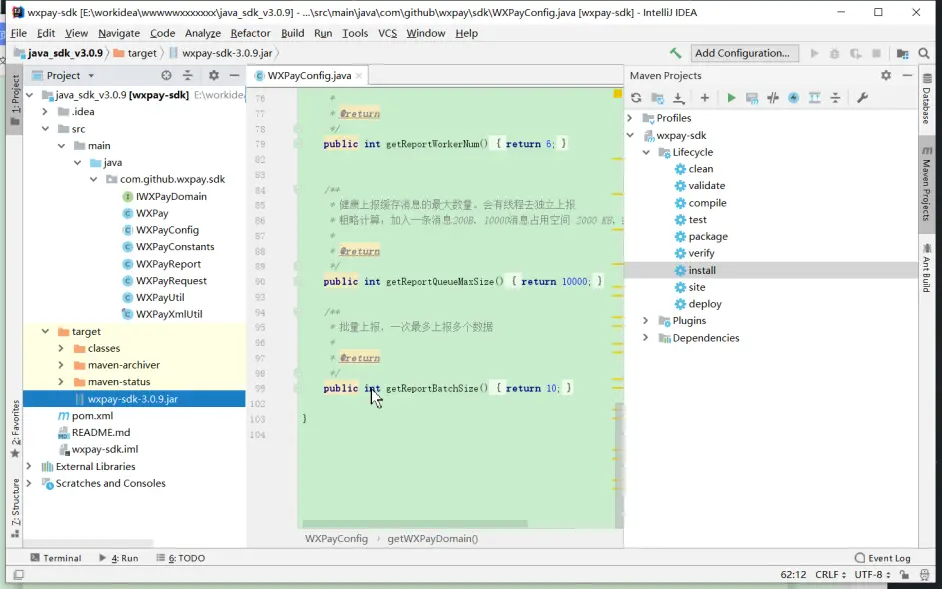 wxpay-sdk [E:\workidea\wwwwwxxxxxxx\java_sdk_v3.0.9] - ...\src\main\java\com\github\wxpay\sdk\WXPayConfig.java [wxpay-sdk] - IntelliJ IDEA
File Edit View Navigate Code Analyze Refactor Build Run Tools VCS Window Help
java_sdk_v3.0.9 target wxpay-sdk-3.0.9.jar Add Configuration...
Project
WXPayConfig.java
Maven Projects
1: Project
java_sdk_v3.0.9 [wxpay-sdk] E:\workidea
.idea
src
main
java
com.github.wxpay.sdk
IWXPayDomain
WXPay
WXPayConfig
WXPayConstants
WXPayReport
WXPayRequest
WXPayUtil
WXPayXmlUtil
target
classes
maven-archiver
maven-status
wxpay-sdk-3.0.9.jar
pom.xml
README.md
wxpay-sdk.iml
External Libraries
Scratches and Consoles
2: Favorites
7: Structure
76 *
77 * @return
78 */
79 public int getReportWorkerNum() { return 6; }
82
83
84 /**
85 * 健康上报缓存消息的最大数量。会有线程去独立上报
86 * 粗略计算：加入一条消息200B，10000消息占用空间 2000 KB，
87 *
88 * @return
89 */
90 public int getReportQueueMaxSize() { return 10000; }
93
94 /**
95 * 批量上报，一次最多上报多个数据
96 *
97 * @return
98 */
99 public int getReportBatchSize() { return 10; }
102
103 }
104
WXPayConfig › getWXPayDomain()
Profiles
wxpay-sdk
Lifecycle
clean
validate
compile
test
package
verify
install
site
deploy
Plugins
Dependencies
Database
Maven Projects
Ant Build
Terminal 4: Run 6: TODO Event Log
62:12 CRLF UTF-8